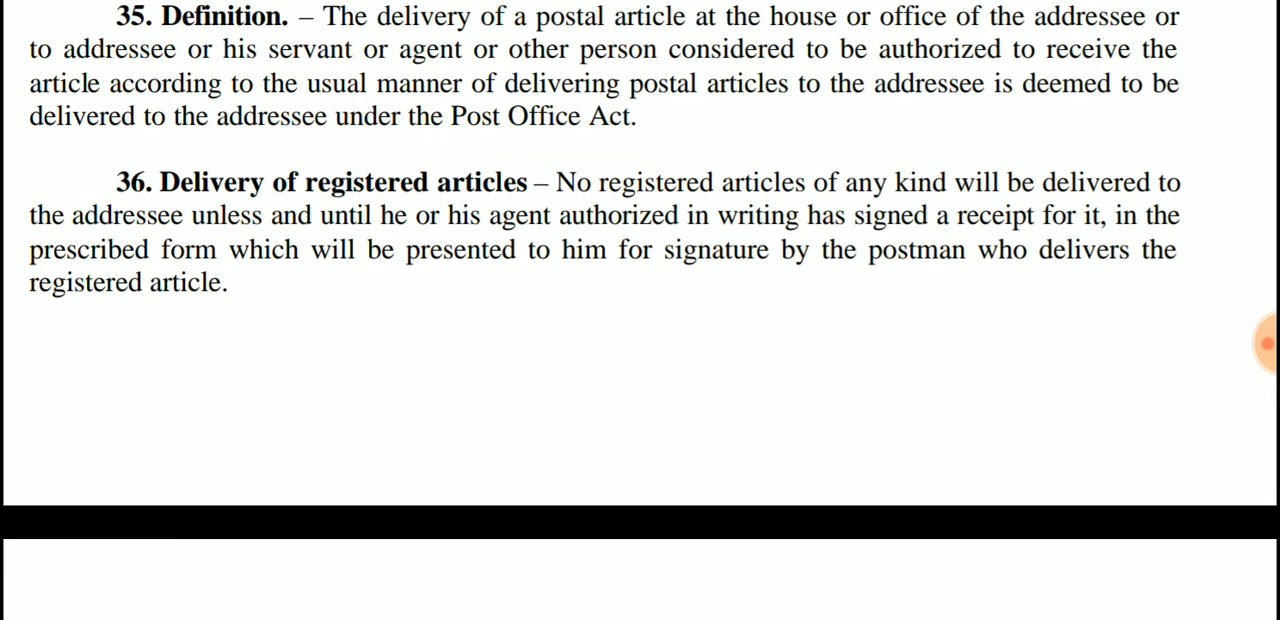 35. Definition. – The delivery of a postal article at the house or office of the addressee or
to addressee or his servant or agent or other person considered to be authorized to receive the
article according to the usual manner of delivering postal articles to the addressee is deemed to be
delivered to the addressee under the Post Office Act.
36. Delivery of registered articles – No registered articles of any kind will be delivered to
the addressee unless and until he or his agent authorized in writing has signed a receipt for it, in the
prescribed form which will be presented to him for signature by the postman who delivers the
registered article.